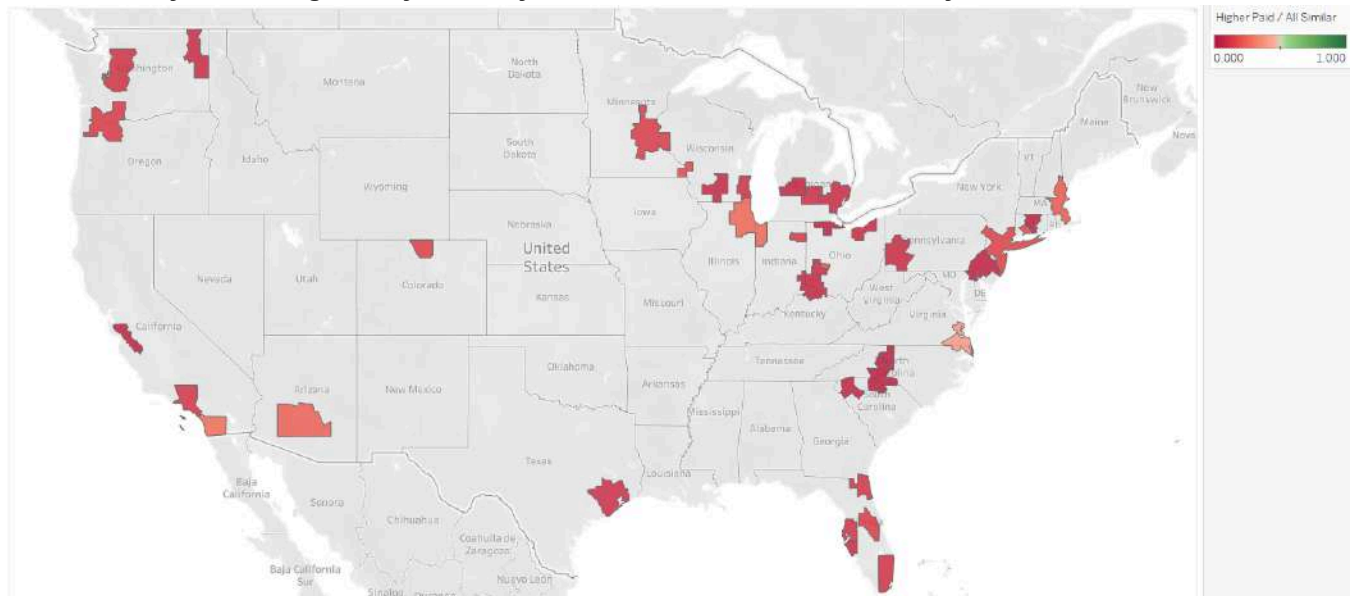 Higher Paid / All Similar
0.000
1.000
Washington
Montana
North
Dakota
Minnesota
New
Brunswick
Maine
Nova
Oregon
Idaho
South
Dakota
Wisconsin
VT
New York
MA
RI
Wyoming
Iowa
Nebraska
United
States
Pennsylvania
Nevada
Utah
Colorado
Illinois
Indiana
Ohio
MD
DE
West
Virginia
Virginia
Kansas
Missouri
Kentucky
California
Tennessee
North
Carolina
Oklahoma
Arizona
New Mexico
Arkansas
South
Carolina
Mississippi
Alabama
Georgia
Texas
Louisiana
Baja
California
Sonora
Chihuahua
Coahuila de
Zaragoza
Baja California
Sur
Sinaloa
Nuevo León